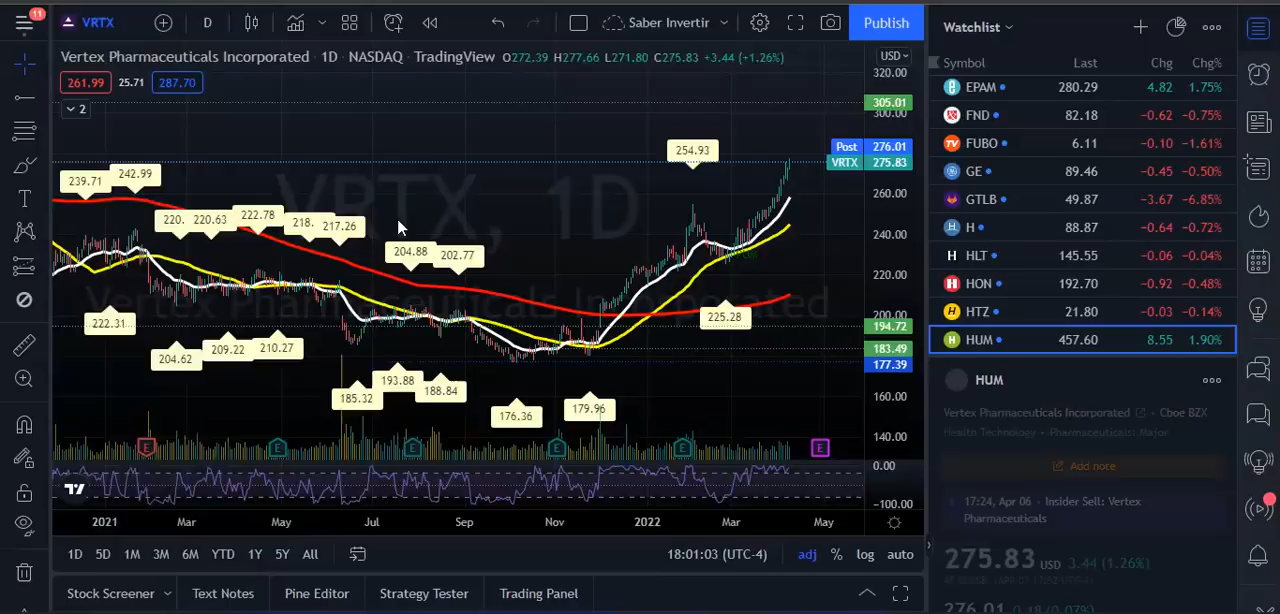 11
VRTX
D
Saber Invertir
Publish
Vertex Pharmaceuticals Incorporated · 1D · NASDAQ · TradingView O272.39 H277.66 L271.80 C275.83 +3.44 (+1.26%)
USD
261.99 25.71 287.70
2
320.00
305.01
300.00
Post 276.01
VRTX 275.83
260.00
240.00
220.00
200.00
194.72
183.49
177.39
160.00
140.00
0.00
-100.00
VRTX, 1D
Vertex Pharmaceuticals Incorporated
239.71
242.99
220.
220.63
222.78
218.
217.26
204.88
202.77
254.93
222.31
204.62
209.22
210.27
185.32
193.88
188.84
176.36
179.96
225.28
E
E
E
E
E
E
2021 Mar May Jul Sep Nov 2022 Mar May
1D 5D 1M 3M 6M YTD 1Y 5Y All
18:01:03 (UTC-4) adj % log auto
Stock Screener Text Notes Pine Editor Strategy Tester Trading Panel
Watchlist
Symbol Last Chg Chg%
EPAM 280.29 4.82 1.75%
FND 82.18 −0.62 −0.75%
FUBO 6.11 −0.10 −1.61%
GE 89.46 −0.45 −0.50%
GTLB 49.87 −3.67 −6.85%
H 88.87 −0.64 −0.72%
HLT 145.55 −0.06 −0.04%
HON 192.70 −0.92 −0.48%
HTZ 21.80 −0.03 −0.14%
HUM 457.60 8.55 1.90%
HUM
Vertex Pharmaceuticals Incorporated · Cboe BZX
Health Technology · Pharmaceuticals: Major
Add note
17:24, Apr 06 · Insider Sell: Vertex
Pharmaceuticals
275.83 USD 3.44 (1.26%)
276.01 0.18 (0.07%)